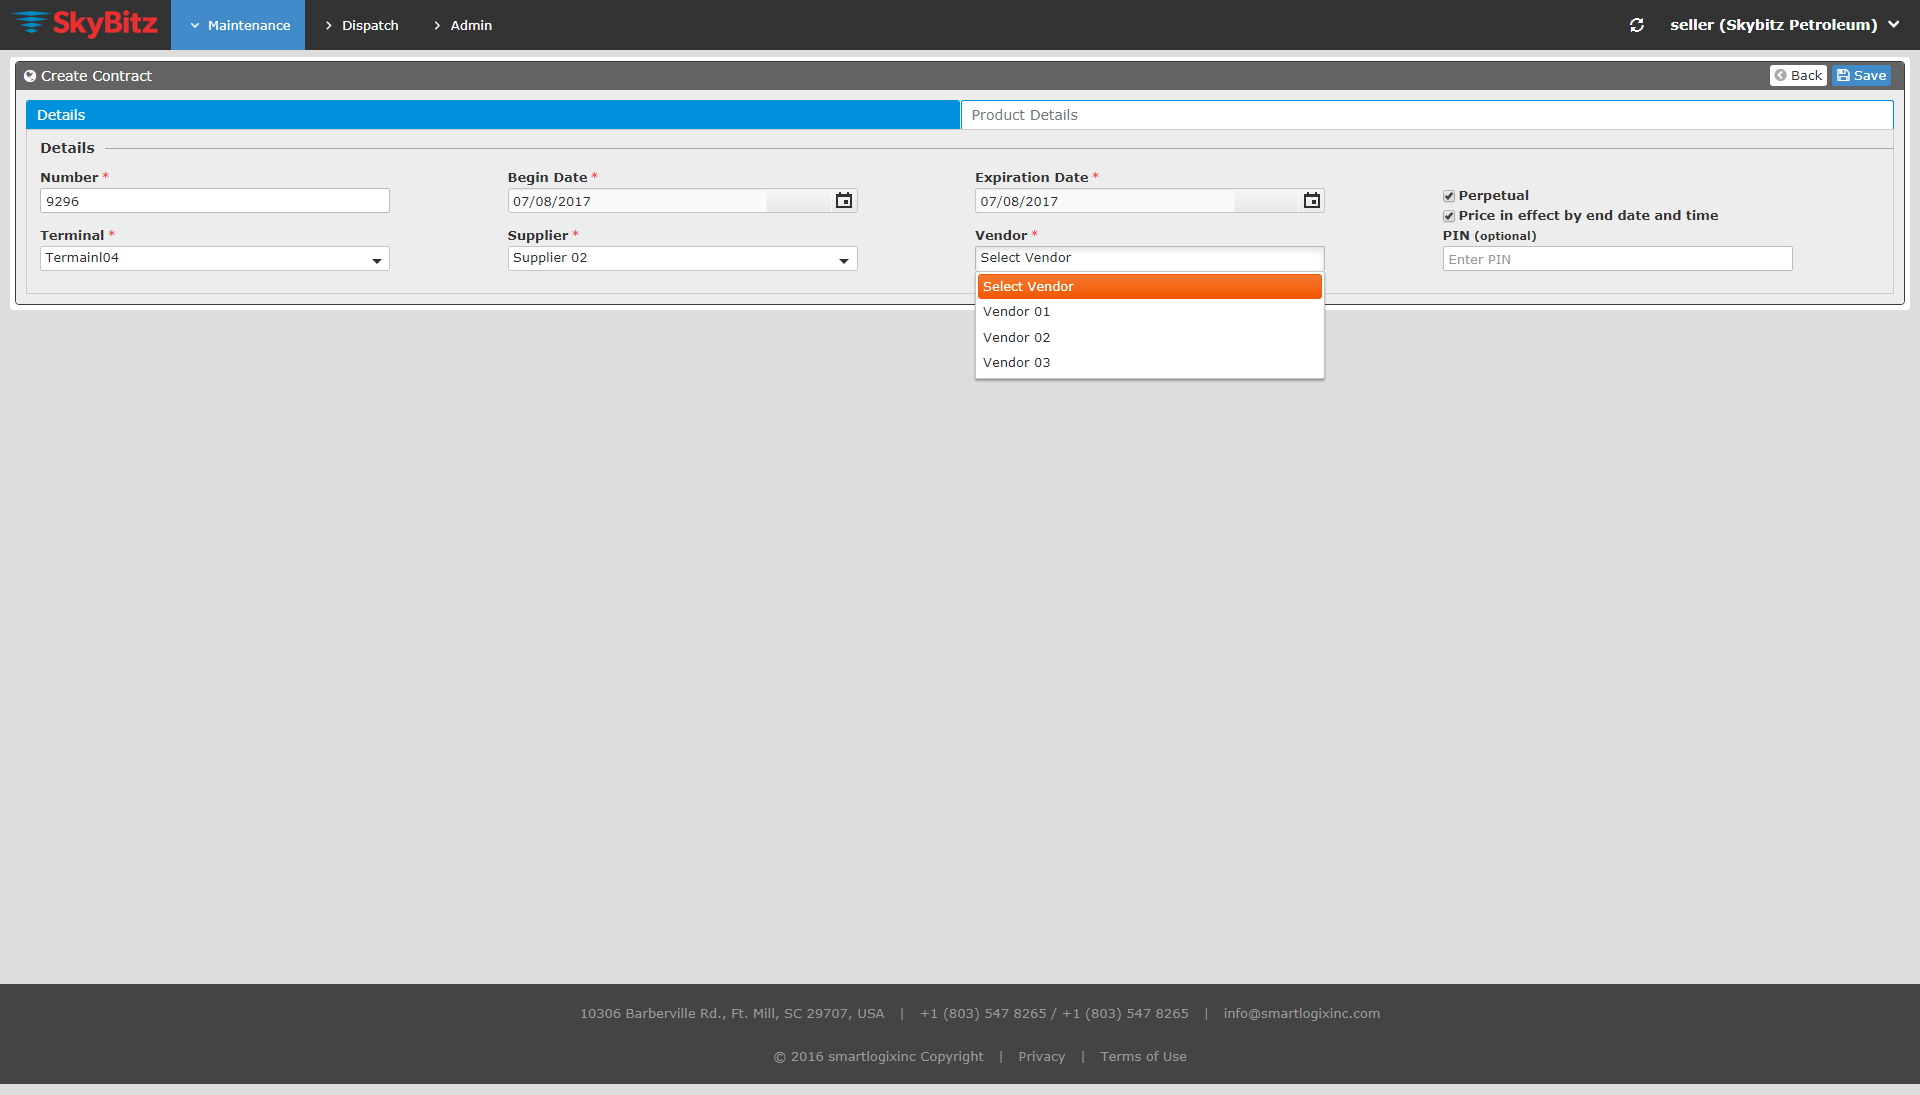 SkyBitz Maintenance Dispatch Admin seller (Skybitz Petroleum)
Create Contract Back Save
Details Product Details
Details
Number * Begin Date * Expiration Date *
9296 07/08/2017 07/08/2017 Perpetual
Price in effect by end date and time
Terminal * Supplier * Vendor * PIN (optional)
Termainl04 Supplier 02 Select Vendor Enter PIN
Select Vendor
Vendor 01
Vendor 02
Vendor 03
10306 Barberville Rd., Ft. Mill, SC 29707, USA | +1 (803) 547 8265 / +1 (803) 547 8265 | info@smartlogixinc.com
© 2016 smartlogixinc Copyright | Privacy | Terms of Use